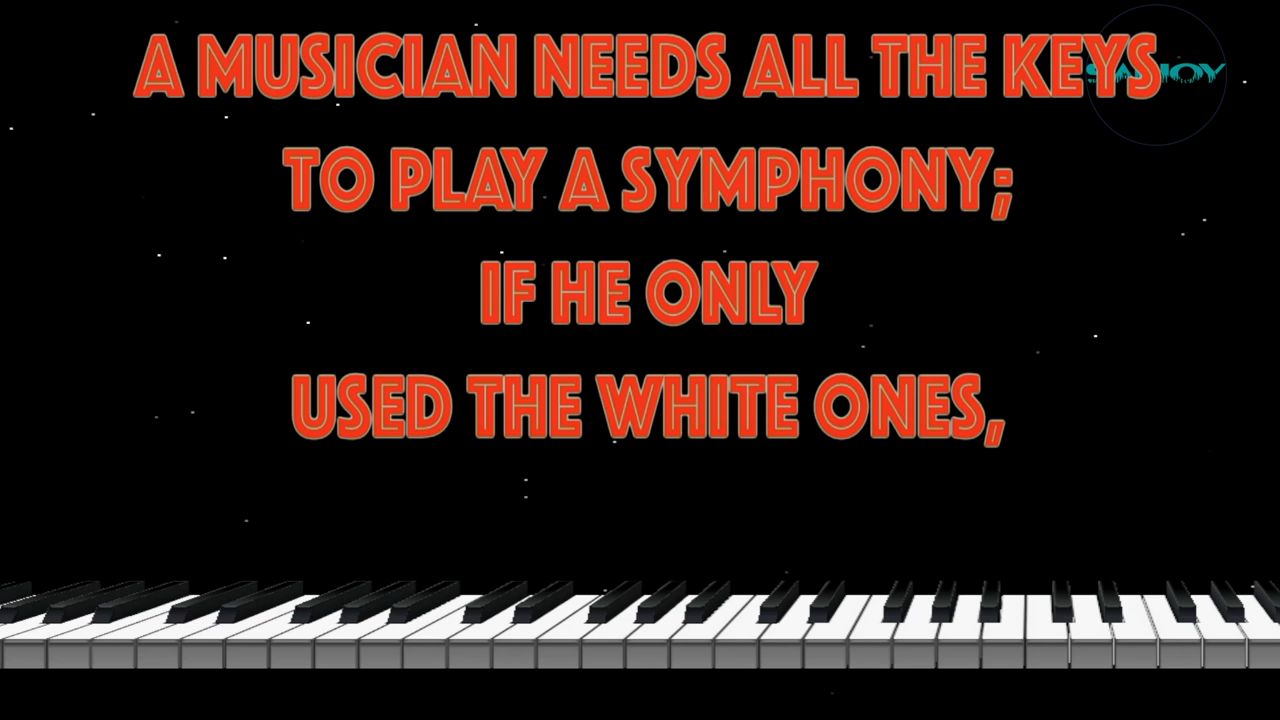 A MUSICIAN NEEDS ALL THE KEYS
TO PLAY A SYMPHONY;
IF HE ONLY
USED THE WHITE ONES,